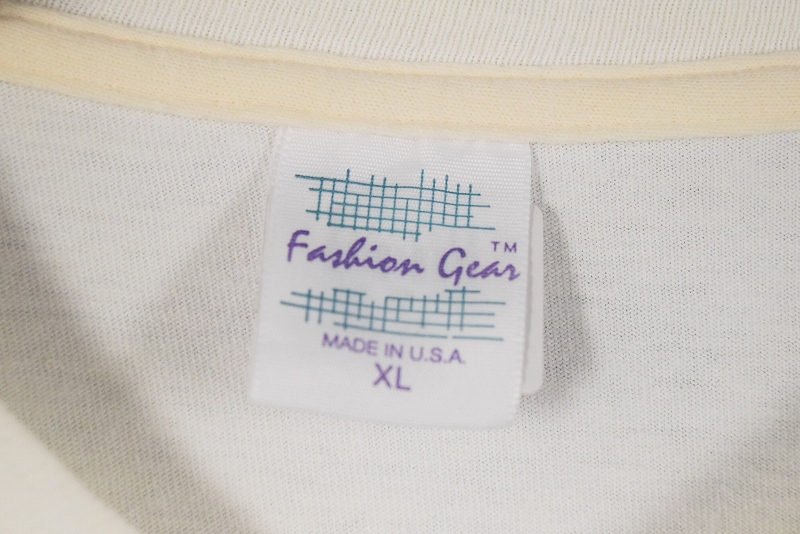 Fashion Gear™
MADE IN U.S.A.
XL